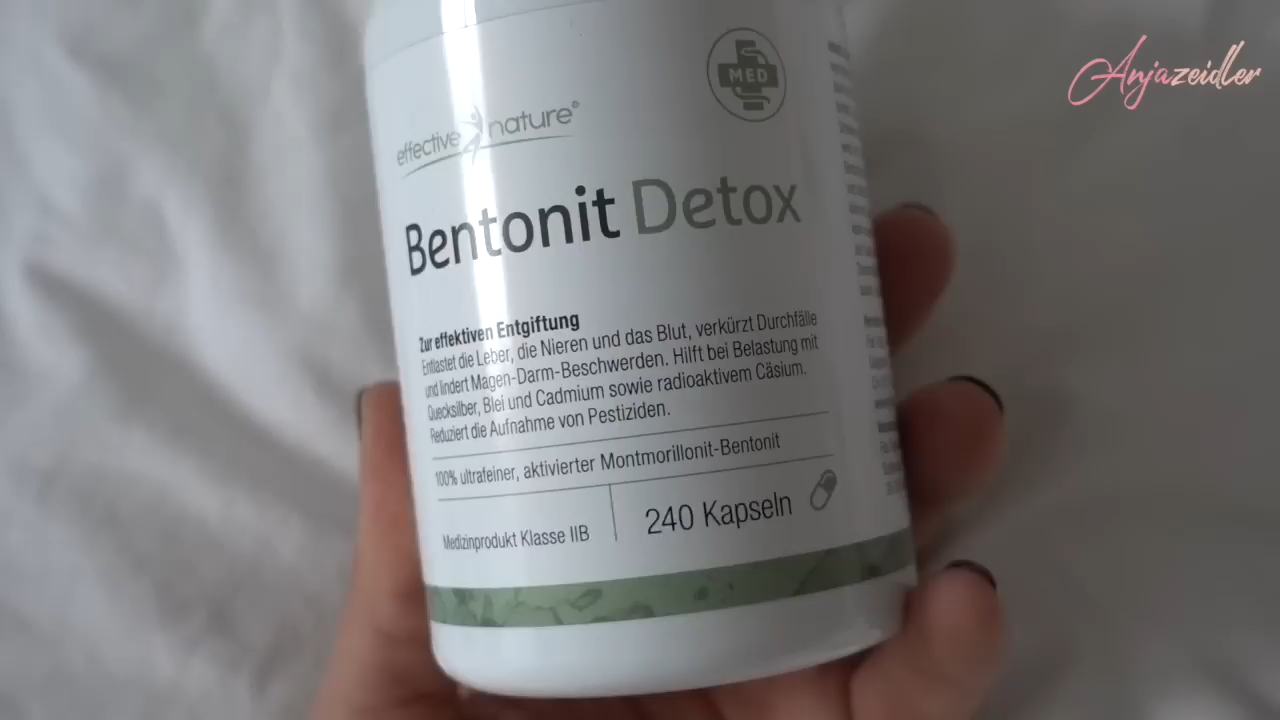 Anjazeidler
MED
effective nature®
Bentonit Detox
Zur effektiven Entgiftung
Entlastet die Leber, die Nieren und das Blut, verkürzt Durchfälle
und lindert Magen-Darm-Beschwerden. Hilft bei Belastung mit
Quecksilber, Blei und Cadmium sowie radioaktivem Cäsium.
Reduziert die Aufnahme von Pestiziden.
100% ultrafeiner, aktivierter Montmorillonit-Bentonit
Medizinprodukt Klasse IIB
240 Kapseln